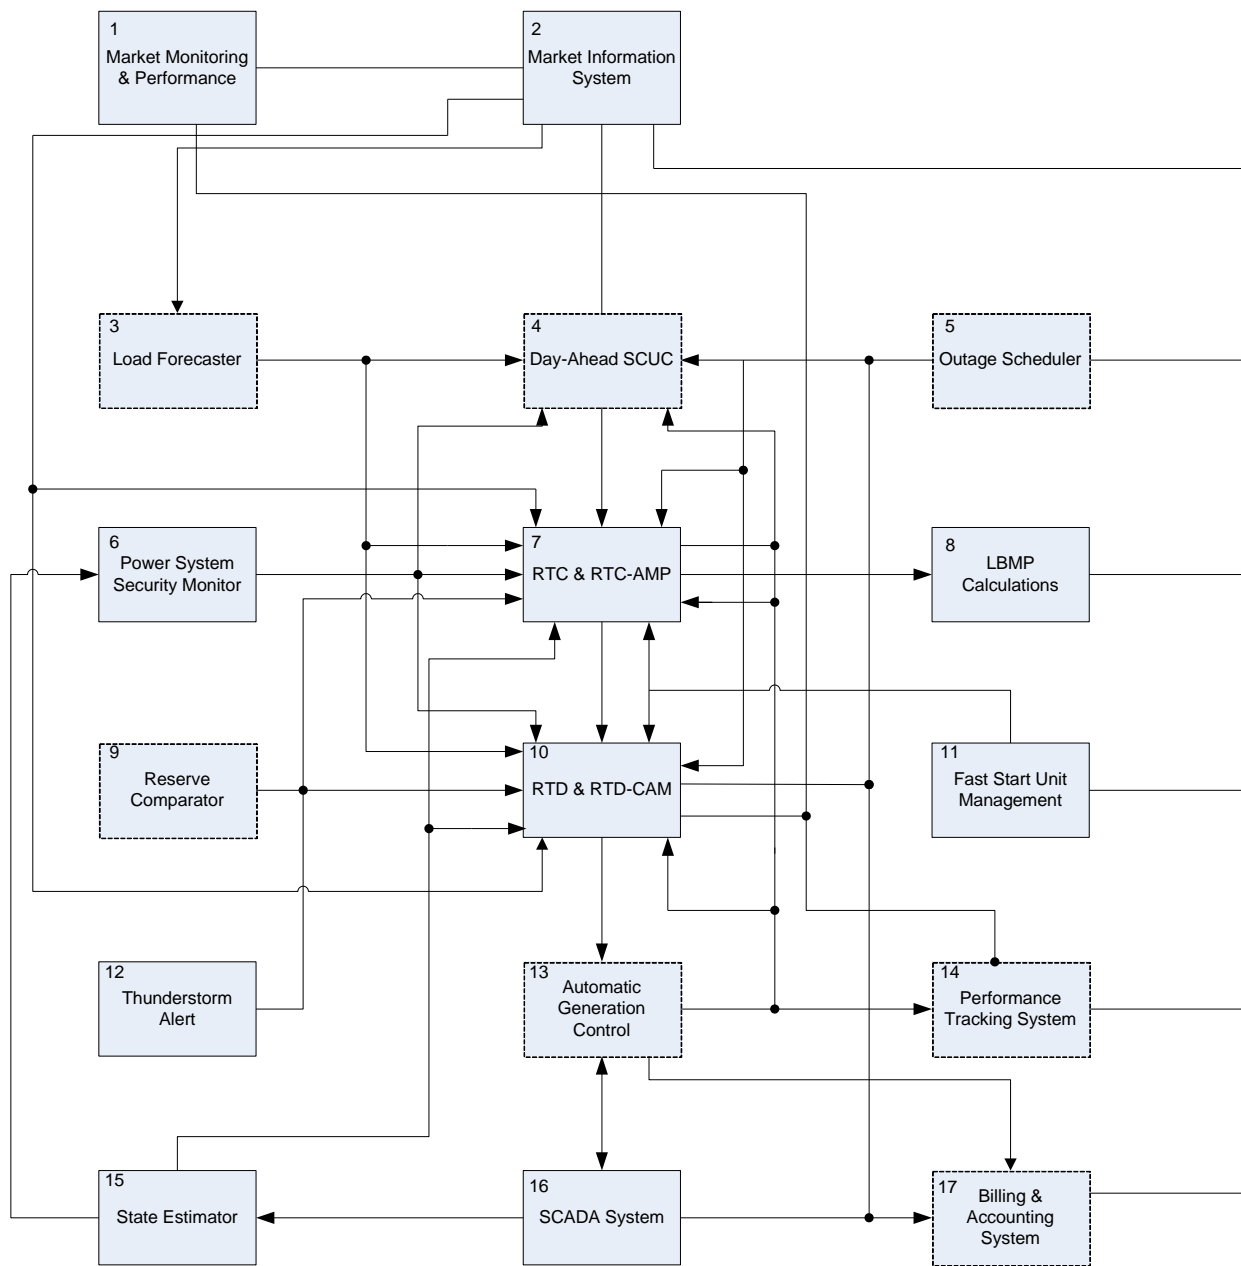 1
Market Monitoring
& Performance
2
Market Information
System
3
Load Forecaster
4
Day-Ahead SCUC
5
Outage Scheduler
6
Power System
Security Monitor
7
RTC & RTC-AMP
8
LBMP
Calculations
9
Reserve
Comparator
10
RTD & RTD-CAM
11
Fast Start Unit
Management
12
Thunderstorm
Alert
13
Automatic
Generation
Control
14
Performance
Tracking System
15
State Estimator
16
SCADA System
17
Billing &
Accounting
System